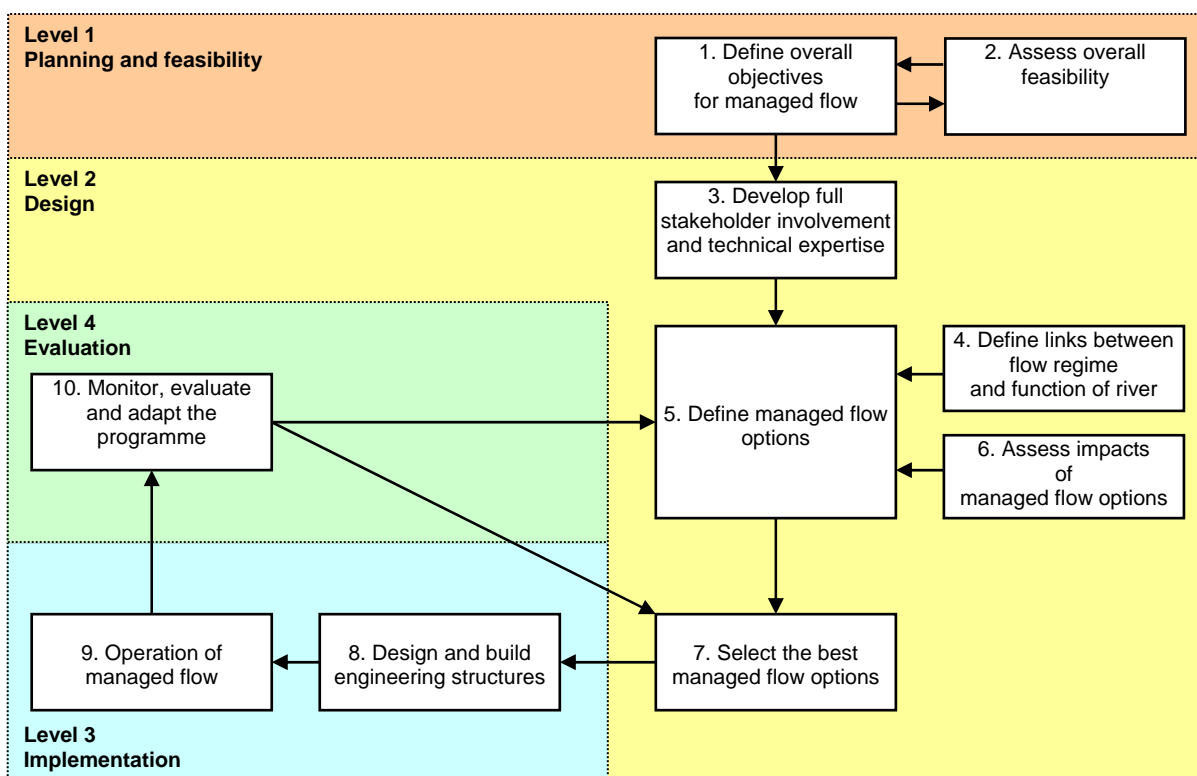 Level 1
Planning and feasibility
1. Define overall
objectives
for managed flow
2. Assess overall
feasibility
Level 2
Design
3. Develop full
stakeholder involvement
and technical expertise
Level 4
Evaluation
10. Monitor, evaluate
and adapt the
programme
5. Define managed flow
options
4. Define links between
flow regime
and function of river
6. Assess impacts
of
managed flow options
9. Operation of
managed flow
8. Design and build
engineering structures
7. Select the best
managed flow options
Level 3
Implementation